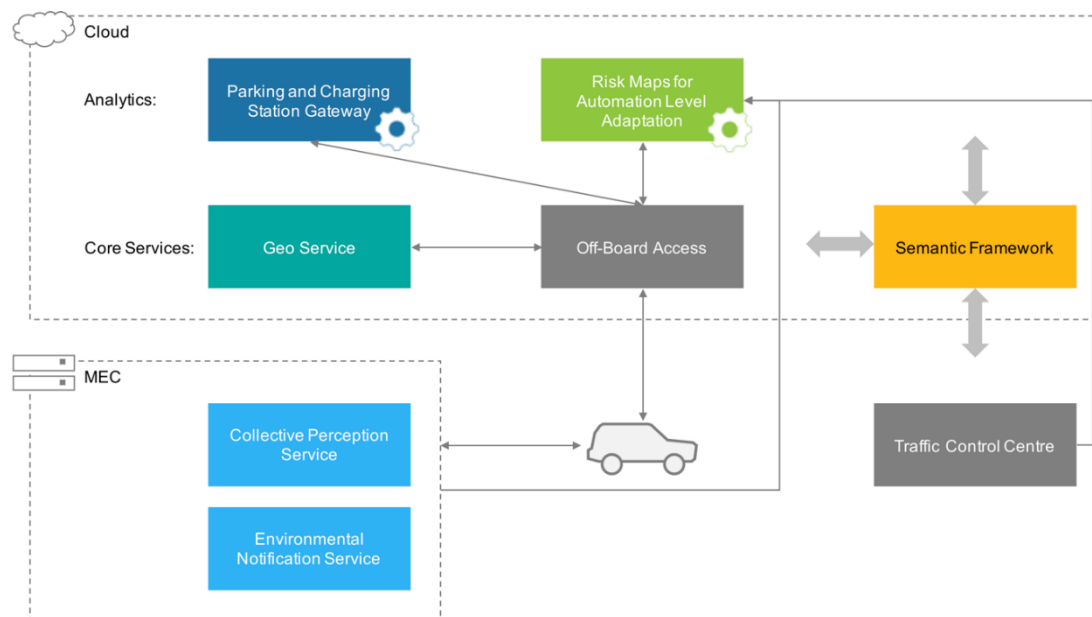 Cloud
Analytics:
Parking and Charging
Station Gateway
Risk Maps for
Automation Level
Adaptation
Core Services:
Geo Service
Off-Board Access
Semantic Framework
MEC
Collective Perception
Service
Traffic Control Centre
Environmental
Notification Service